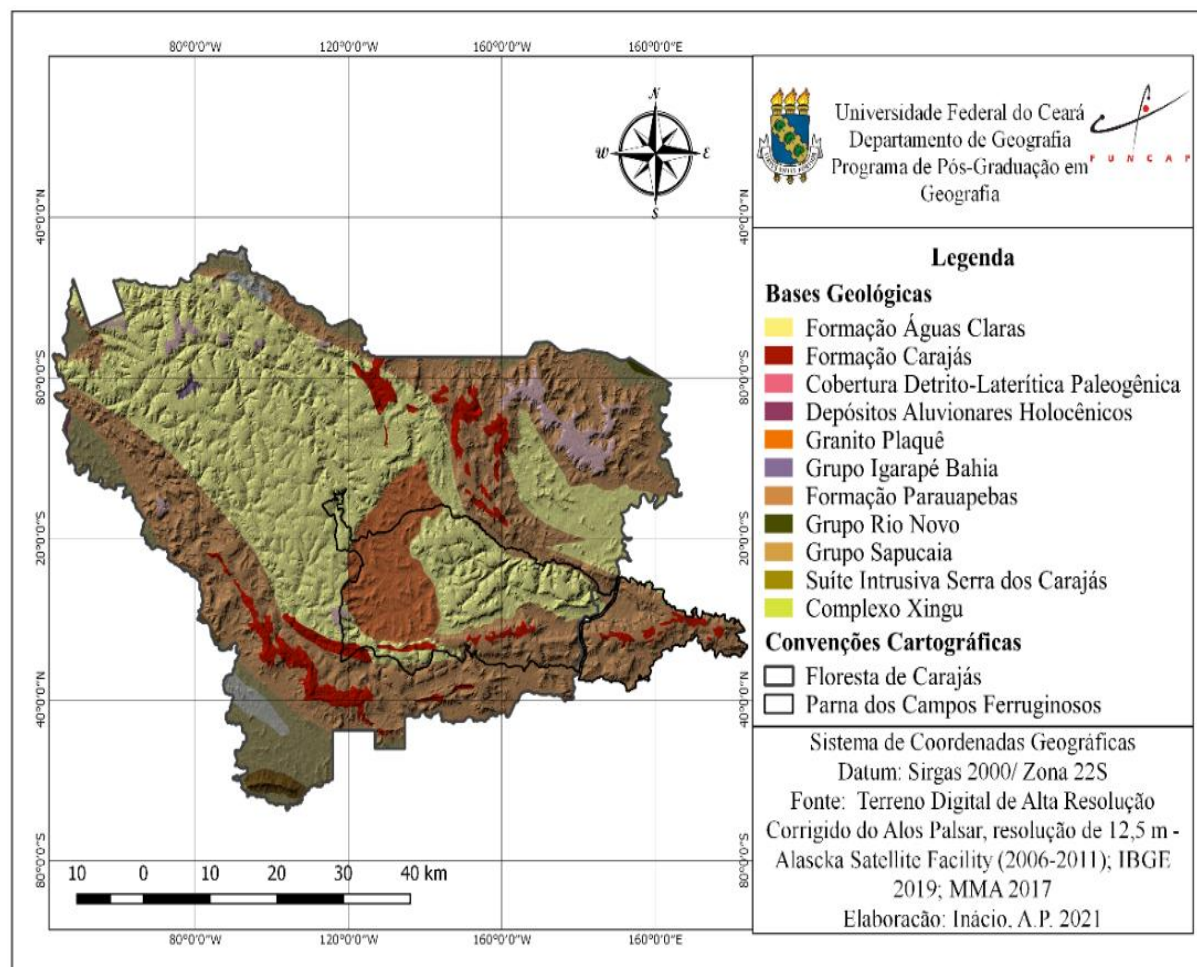 80°0'0"W 120°0'0"W 160°0'0"W 160°0'0"E
N
W E
S
40°0'0"N 40°0'0"N
80°0'0"S 80°0'0"S
20°0'0"S 20°0'0"S
40°0'0"N 40°0'0"N
80°0'0"S 80°0'0"S
10 0 10 20 30 40 km
80°0'0"W 120°0'0"W 160°0'0"W 160°0'0"E
Universidade Federal do Ceará
Departamento de Geografia
Programa de Pós-Graduação em
Geografia
FUNCAP
Legenda
Bases Geológicas
Formação Águas Claras
Formação Carajás
Cobertura Detrito-Laterítica Paleogênica
Depósitos Aluvionares Holocênicos
Granito Plaquê
Grupo Igarapé Bahia
Formação Parauapebas
Grupo Rio Novo
Grupo Sapucaia
Suíte Intrusiva Serra dos Carajás
Complexo Xingu
Convenções Cartográficas
Floresta de Carajás
Parna dos Campos Ferruginosos
Sistema de Coordenadas Geográficas
Datum: Sirgas 2000/ Zona 22S
Fonte: Terreno Digital de Alta Resolução
Corrigido do Alos Palsar, resolução de 12,5 m -
Alascka Satellite Facility (2006-2011); IBGE
2019; MMA 2017
Elaboracão: Inácio, A.P. 2021